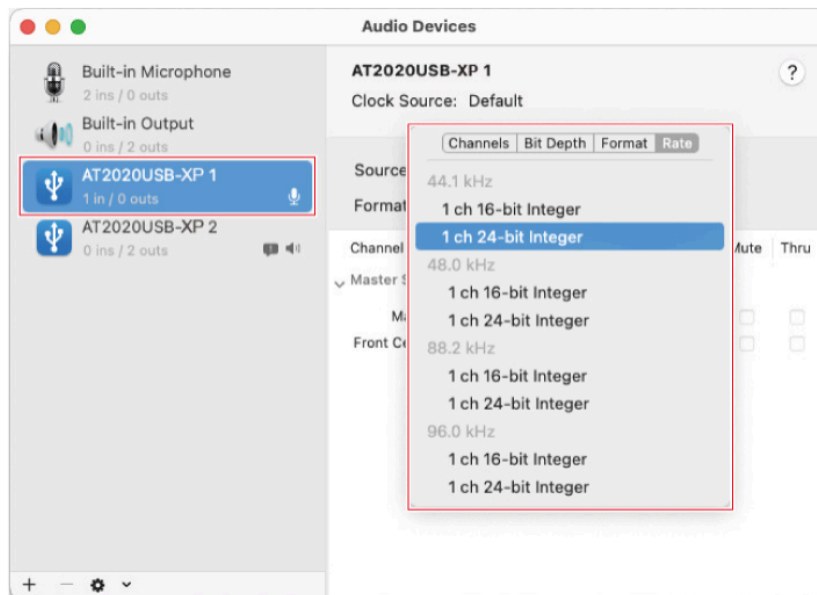 Audio Devices
Built-in Microphone
2 ins / 0 outs
Built-in Output
0 ins / 2 outs
AT2020USB-XP 1
1 in / 0 outs
AT2020USB-XP 2
0 ins / 2 outs
AT2020USB-XP 1
?
Clock Source: Default
Source
Format
Channel
Mute
Thru
Master S
Ma
Front Ce
Channels
Bit Depth
Format
Rate
44.1 kHz
1 ch 16-bit Integer
1 ch 24-bit Integer
48.0 kHz
1 ch 16-bit Integer
1 ch 24-bit Integer
88.2 kHz
1 ch 16-bit Integer
1 ch 24-bit Integer
96.0 kHz
1 ch 16-bit Integer
1 ch 24-bit Integer